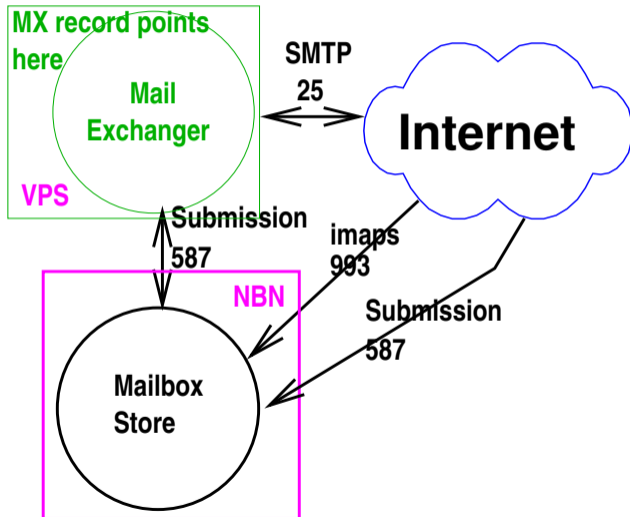 MX record points
here
Mail
Exchanger
VPS
SMTP
25
Internet
Submission
587
imaps
993
NBN
Submission
587
Mailbox
Store